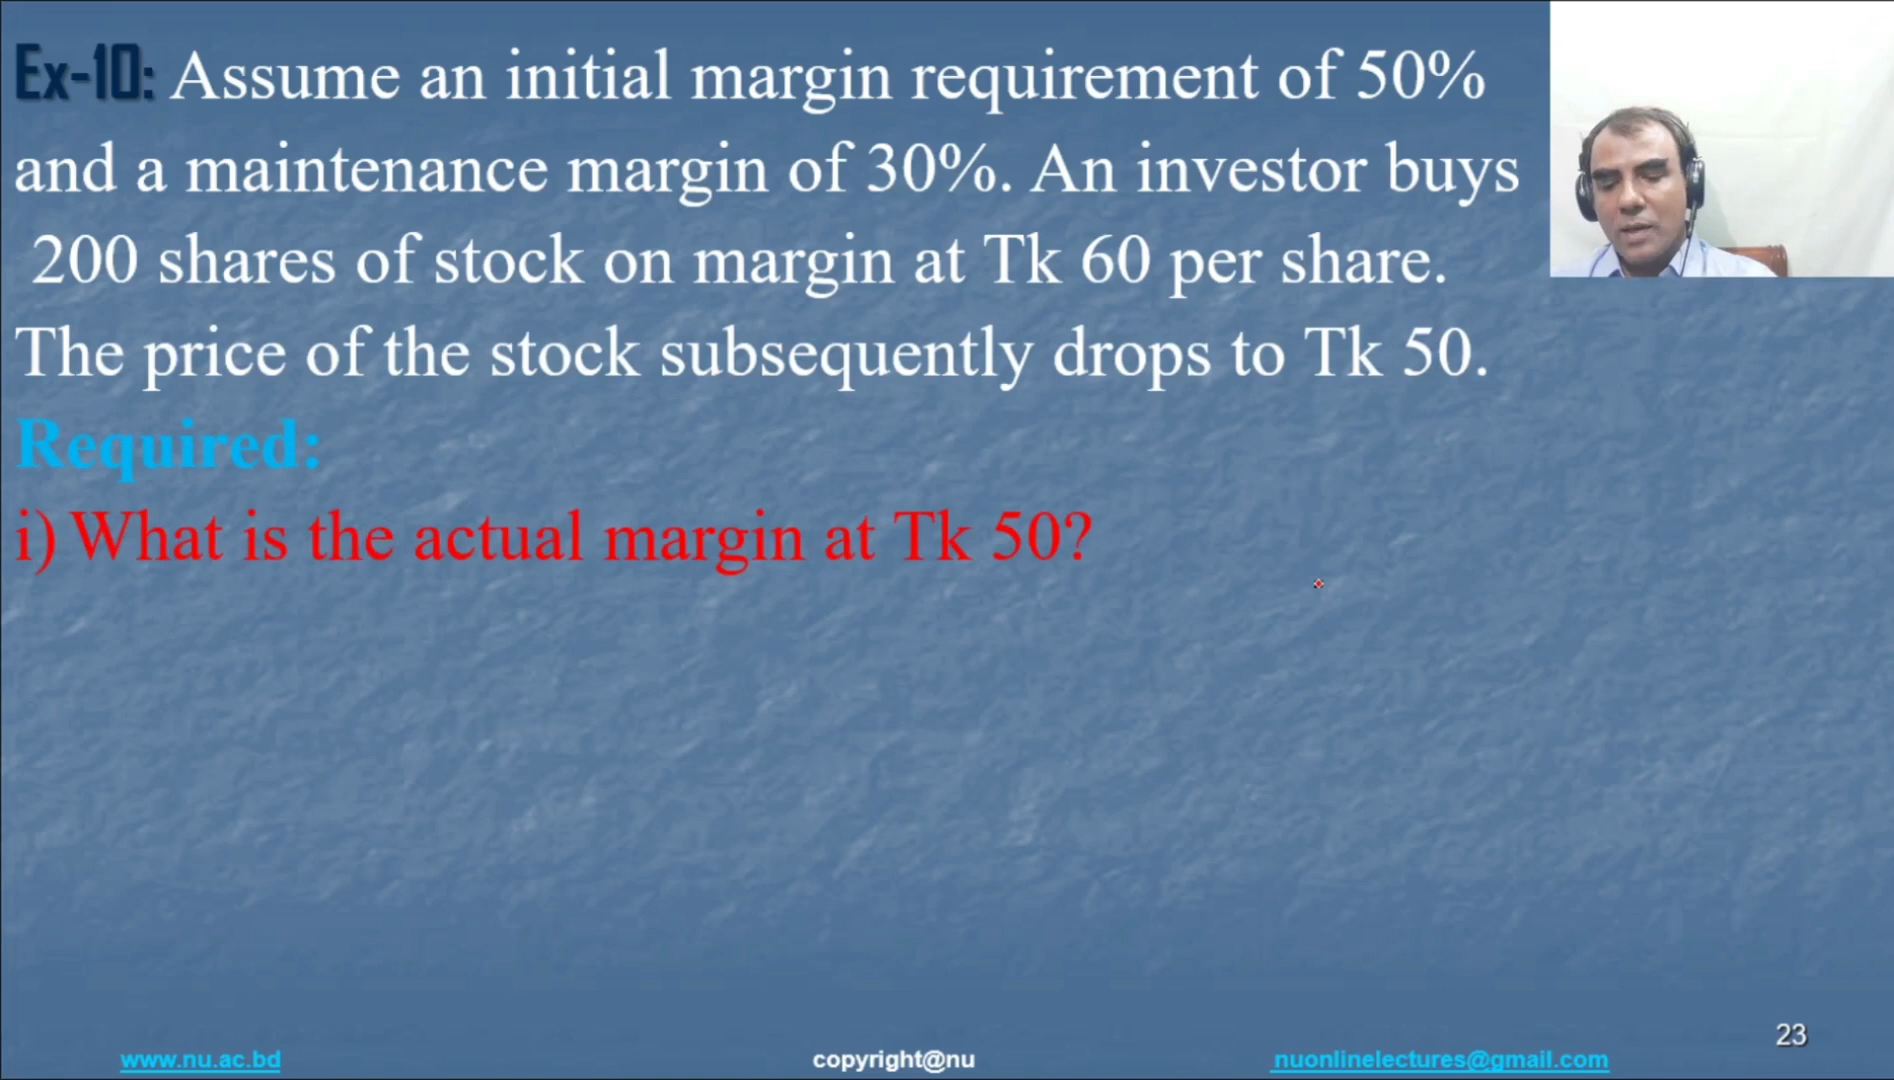 Ex-10: Assume an initial margin requirement of 50%
and a maintenance margin of 30%. An investor buys
200 shares of stock on margin at Tk 60 per share.
The price of the stock subsequently drops to Tk 50.
Required:
i) What is the actual margin at Tk 50?
23
www.nu.ac.bd copyright@nu nuonlinelectures@gmail.com